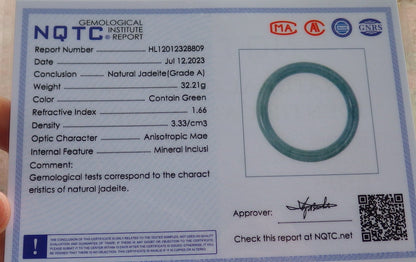 NQTC GEMOLOGICAL
INSTITUTE
REPORT
Report Number HL12012328809
Date Jul 12.2023
Conclusion Natural Jadeite(Grade A)
Weight 32.21g
Color Contain Green
Refractive Index 1.66
Density 3.33/cm3
Optic Character Anisotropic Mae
Internal Feature Mineral Inclusi
Comment:
Gemological tests correspond to the charact
eristics of natural Jadeite.
MA
GSRS
Approver:
Check this report at NQTC.net